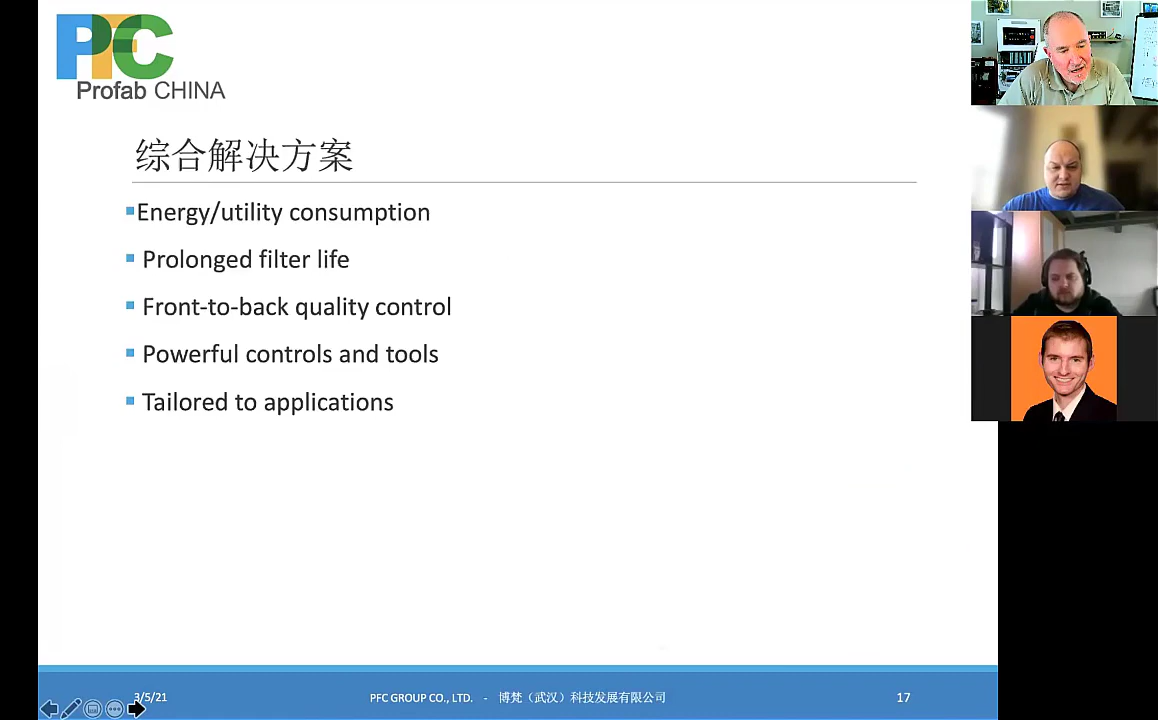 PFC
Profab CHINA
综合解决方案
Energy/utility consumption
Prolonged filter life
Front-to-back quality control
Powerful controls and tools
Tailored to applications
3/5/21
PFC GROUP CO., LTD. - 博梵（武汉）科技发展有限公司
17